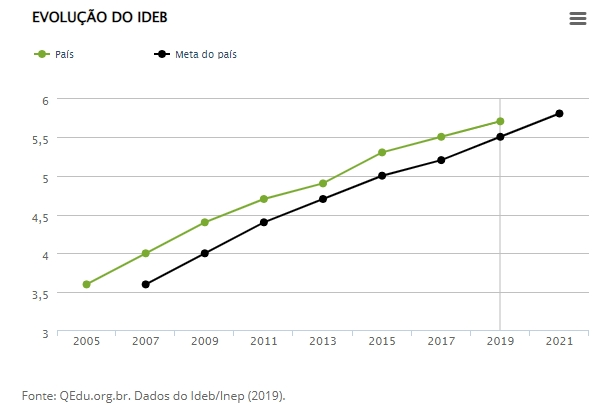 EVOLUÇÃO DO IDEB
País Meta do país
6
5,5
5
4,5
4
3,5
3
2005 2007 2009 2011 2013 2015 2017 2019 2021
Fonte: QEdu.org.br. Dados do Ideb/Inep (2019).